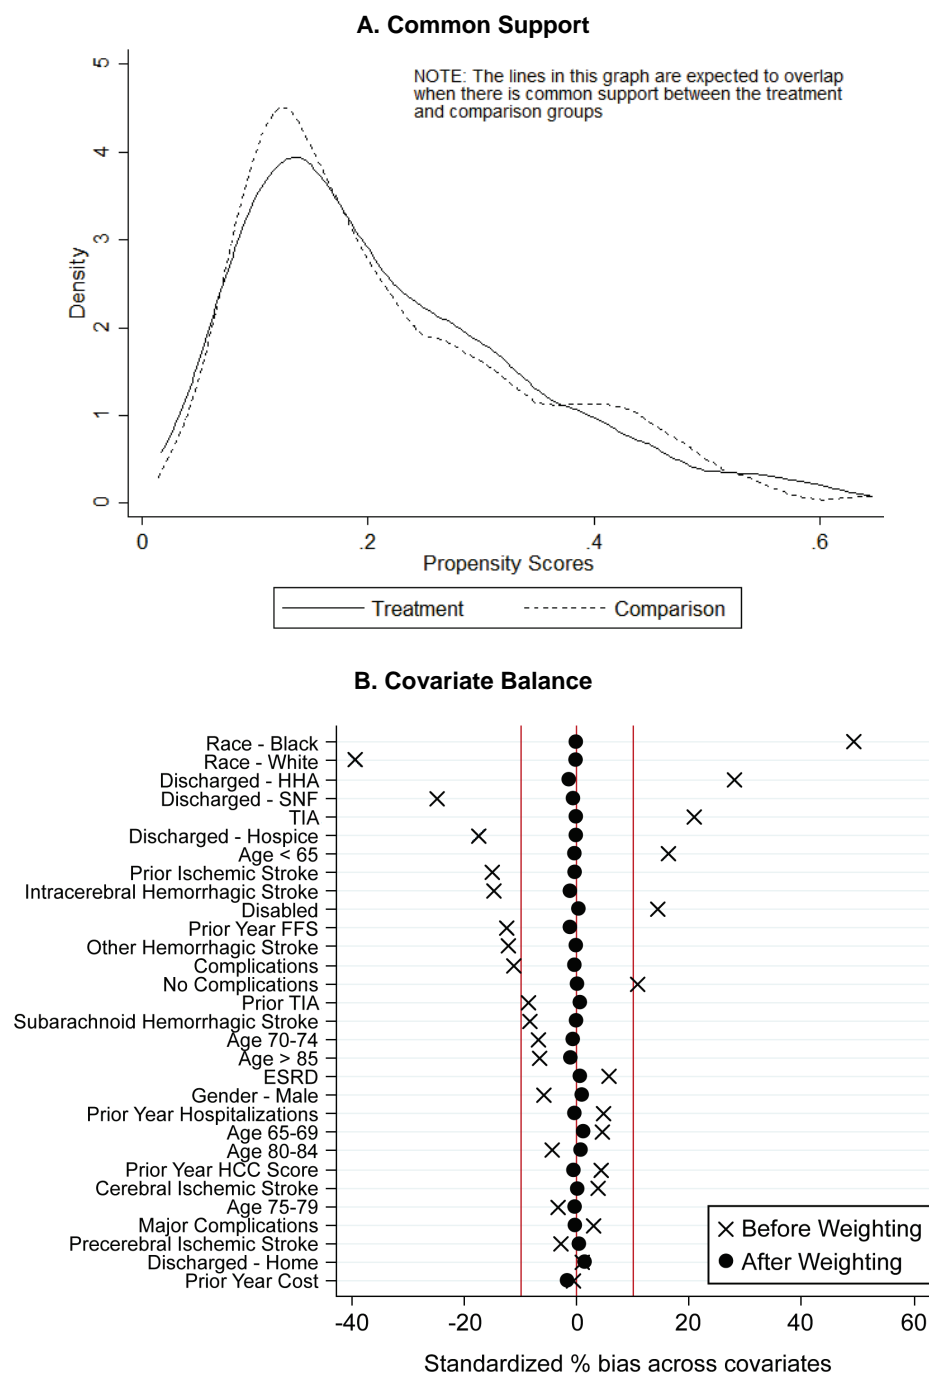 A. Common Support
NOTE: The lines in this graph are expected to overlap
when there is common support between the treatment
and comparison groups
5
4
3
2
1
0
Density
0 .2 .4 .6
Propensity Scores
Treatment Comparison
B. Covariate Balance
Race - Black
Race - White
Discharged - HHA
Discharged - SNF
TIA
Discharged - Hospice
Age < 65
Prior Ischemic Stroke
Intracerebral Hemorrhagic Stroke
Disabled
Prior Year FFS
Other Hemorrhagic Stroke
Complications
No Complications
Prior TIA
Subarachnoid Hemorrhagic Stroke
Age 70-74
Age > 85
ESRD
Gender - Male
Prior Year Hospitalizations
Age 65-69
Age 80-84
Prior Year HCC Score
Cerebral Ischemic Stroke
Age 75-79
Major Complications
Precerebral Ischemic Stroke
Discharged - Home
Prior Year Cost
Before Weighting
After Weighting
-40 -20 0 20 40 60
Standardized % bias across covariates